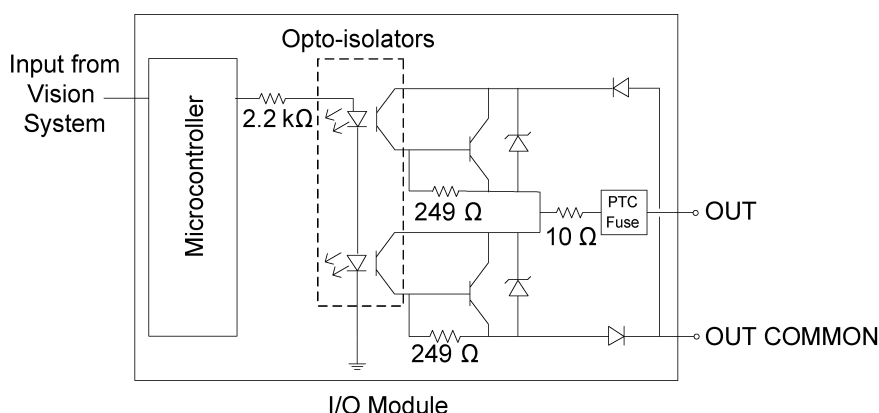 Opto-isolators
Input from
Vision
System
Microcontroller
2.2 kΩ
249 Ω
10 Ω
PTC
Fuse
OUT
249 Ω
OUT COMMON
I/O Module